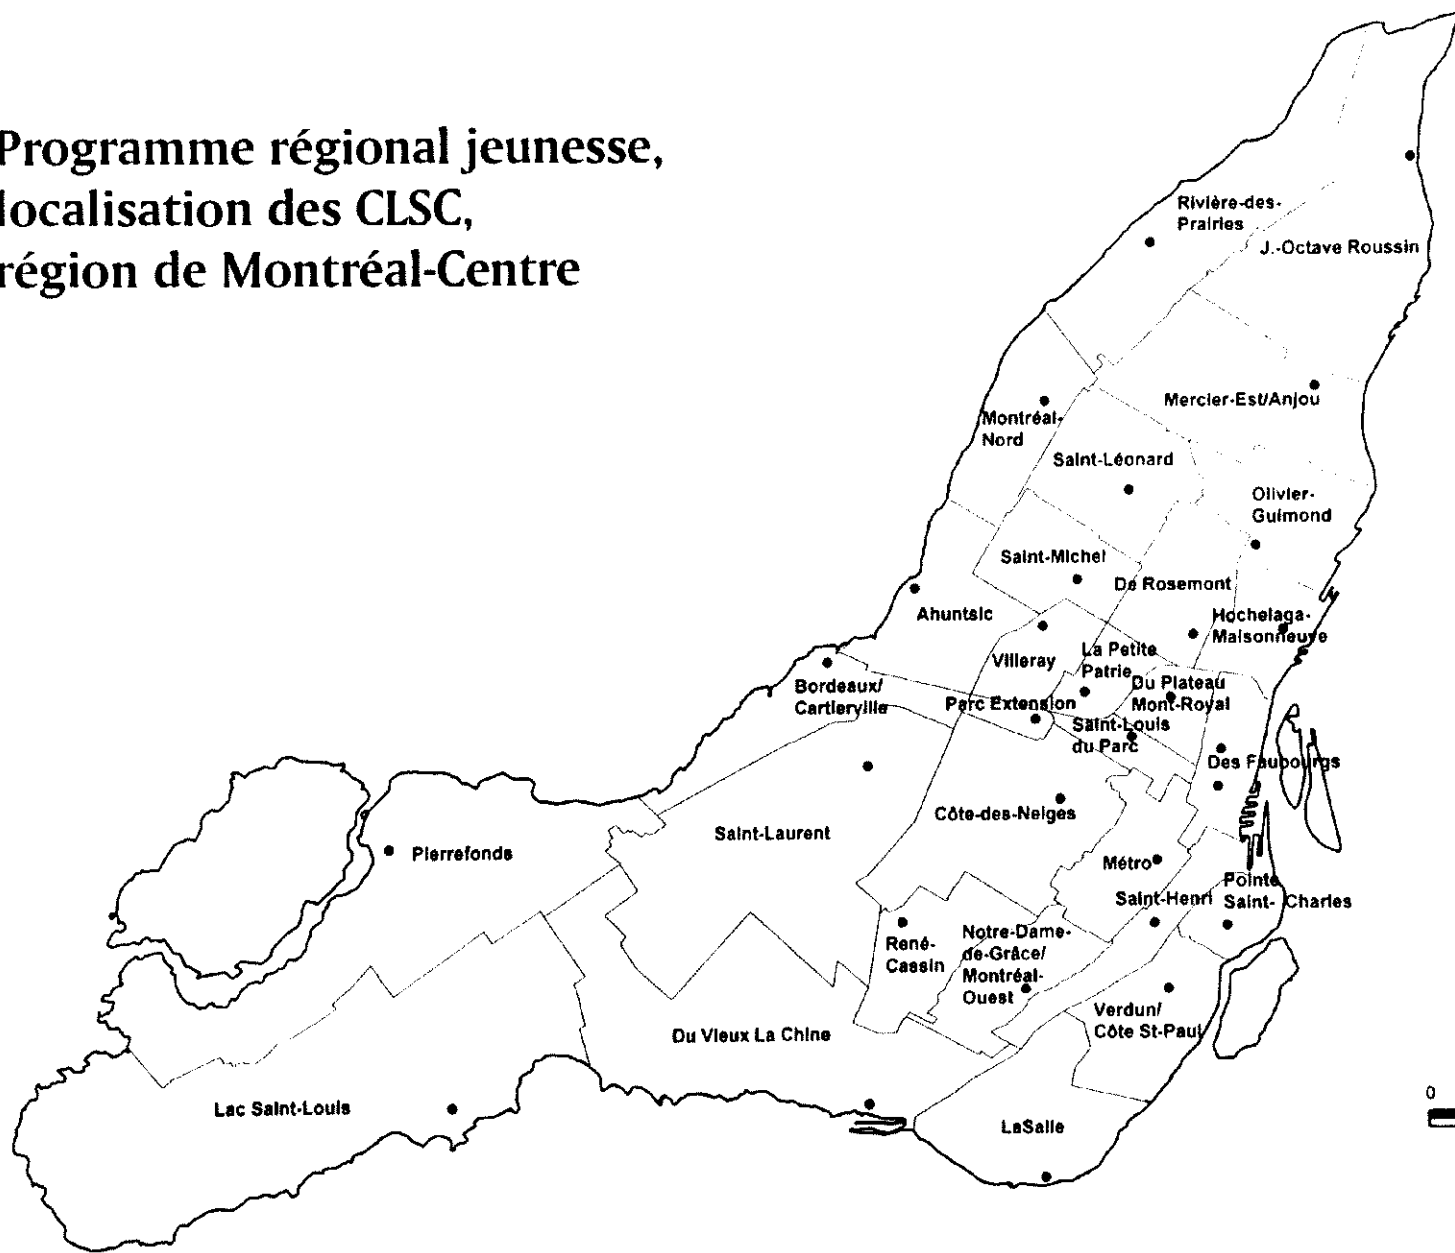 Programme régional jeunesse,
localisation des CLSC,
région de Montréal-Centre
Rivière-des-
Prairies
J.-Octave Roussin
Mercier-Est/Anjou
Montréal-
Nord
Saint-Léonard
Olivier-
Guimond
Saint-Michel
De Rosemont
Ahuntsic
Hochelaga-
Maisonneuve
Villeray
La Petite
Patrie
Bordeaux/
Cartierville
Du Plateau
Mont-Royal
Parc Extension
Saint-Louis
du Parc
Des Faubourgs
Côte-des-Neiges
Saint-Laurent
Pierrefonds
Métro
Pointe
Saint- Charles
Saint-Henri
René-
Cassin
Notre-Dame-
de-Grâce/
Montréal-
Ouest
Verdun/
Côte St-Paul
Du Vieux La Chine
Lac Saint-Louis
LaSalle
0